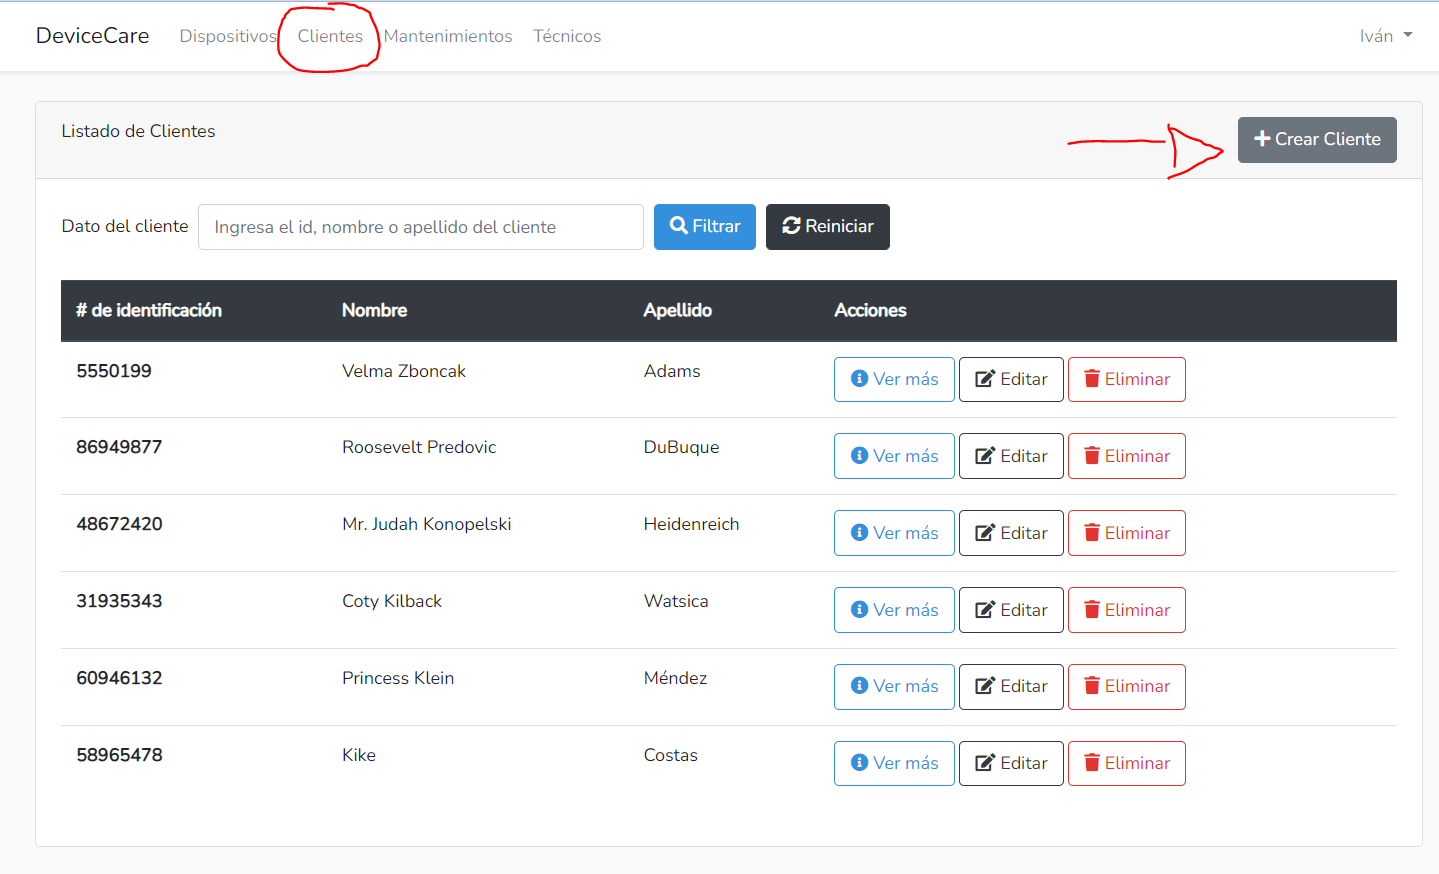 DeviceCare Dispositivos Clientes Mantenimientos Técnicos Iván
Listado de Clientes Crear Cliente
Dato del cliente Ingresa el id, nombre o apellido del cliente Filtrar Reiniciar
# de identificación Nombre Apellido Acciones
5550199 Velma Zboncak Adams Ver más Editar Eliminar
86949877 Roosevelt Predovic DuBuque Ver más Editar Eliminar
48672420 Mr. Judah Konopelski Heidenreich Ver más Editar Eliminar
31935343 Coty Kilback Watsica Ver más Editar Eliminar
60946132 Princess Klein Méndez Ver más Editar Eliminar
58965478 Kike Costas Ver más Editar Eliminar